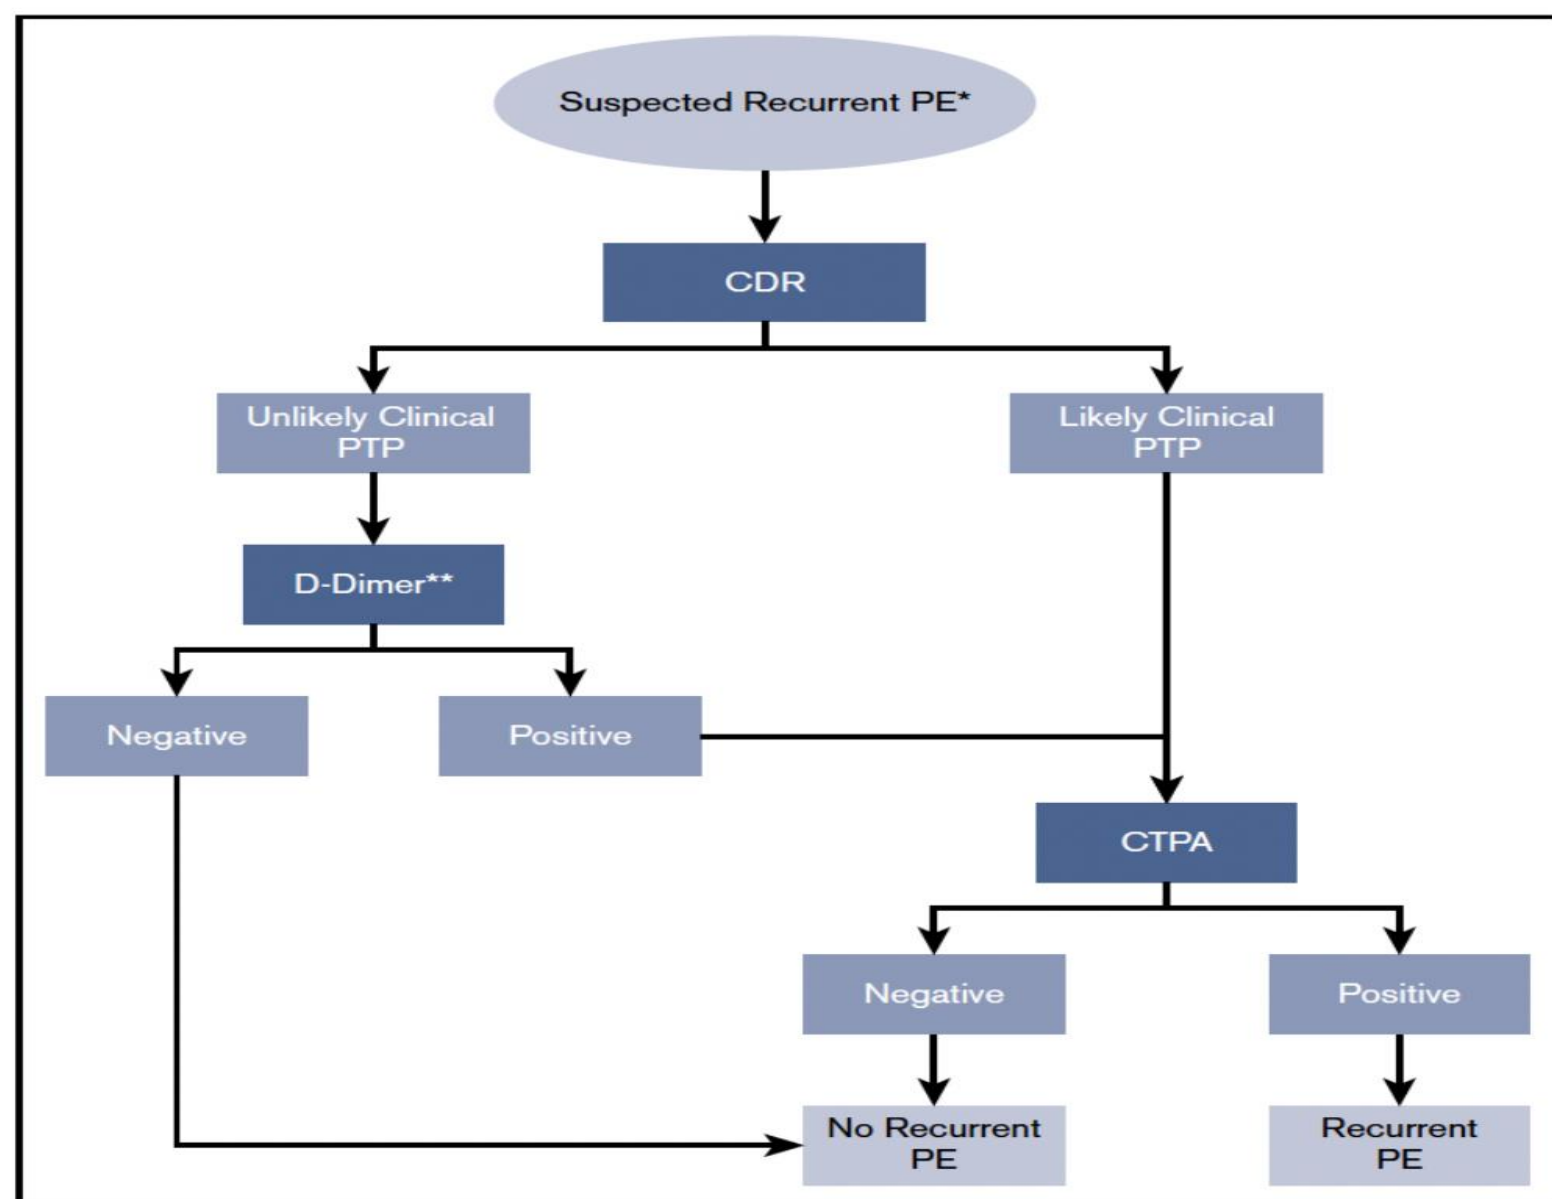 Suspected Recurrent PE*
CDR
Unlikely Clinical
PTP
Likely Clinical
PTP
D-Dimer**
Negative
Positive
CTPA
Negative
Positive
No Recurrent
PE
Recurrent
PE